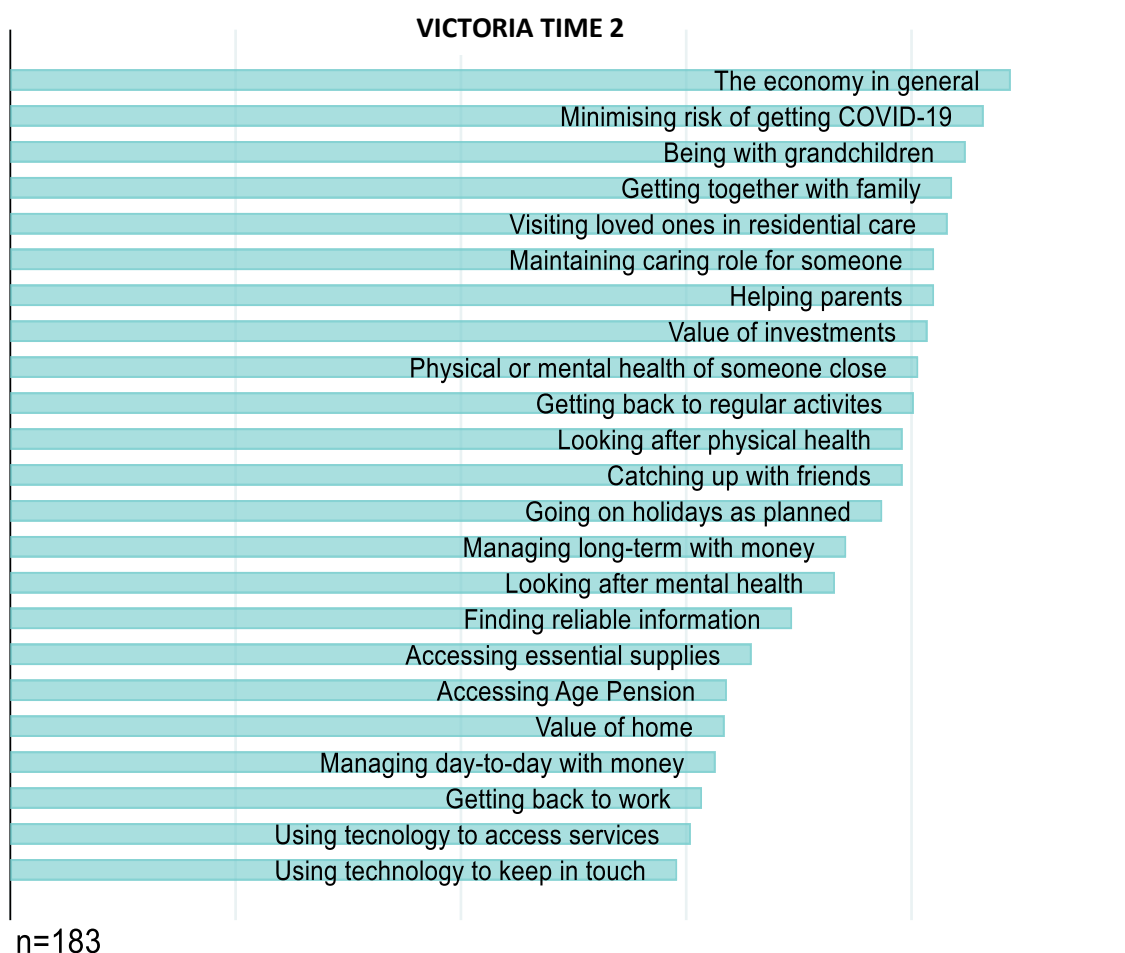 VICTORIA TIME 2
The economy in general
Minimising risk of getting COVID-19
Being with grandchildren
Getting together with family
Visiting loved ones in residential care
Maintaining caring role for someone
Helping parents
Value of investments
Physical or mental health of someone close
Getting back to regular activites
Looking after physical health
Catching up with friends
Going on holidays as planned
Managing long-term with money
Looking after mental health
Finding reliable information
Accessing essential supplies
Accessing Age Pension
Value of home
Managing day-to-day with money
Getting back to work
Using tecnology to access services
Using technology to keep in touch
n=183